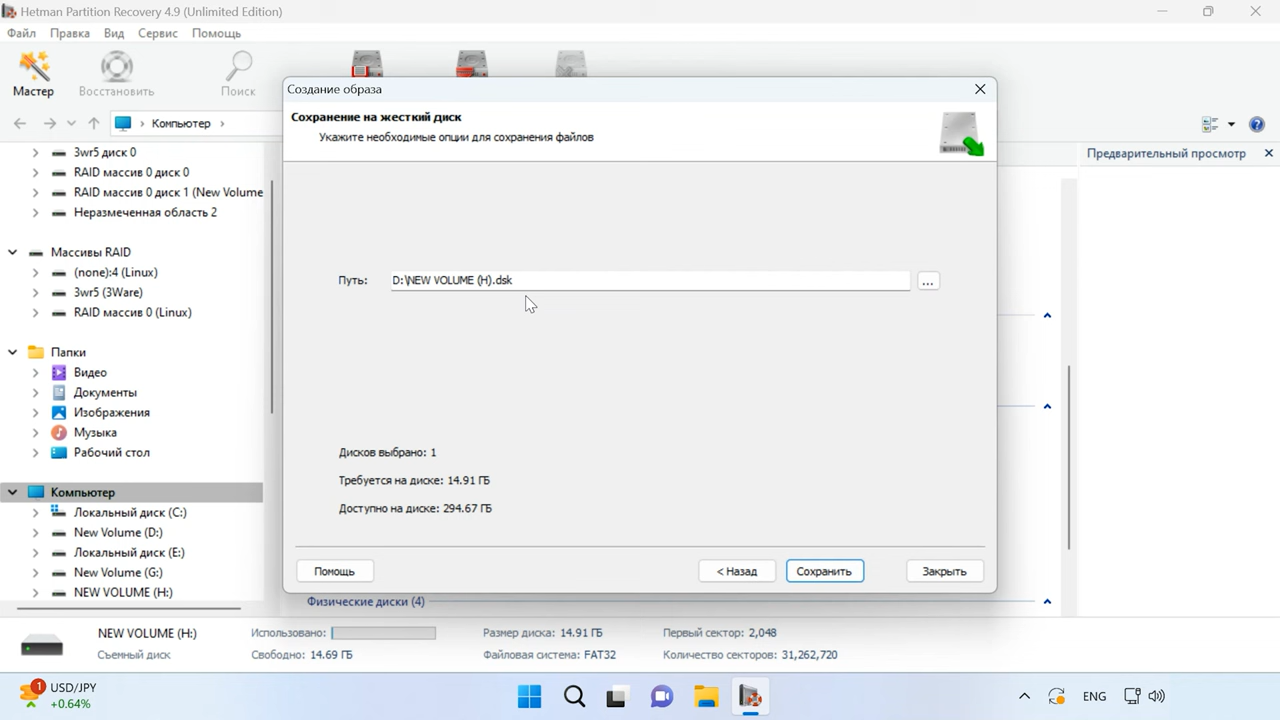 Hetman Partition Recovery 4.9 (Unlimited Edition)
Файл Правка Вид Сервис Помощь
Мастер Восстановить Поиск
Компьютер
3wr5 диск 0
RAID массив 0 диск 0
RAID массив 0 диск 1 (New Volume
Неразмеченная область 2
Массивы RAID
(none):4 (Linux)
3wr5 (3Ware)
RAID массив 0 (Linux)
Папки
Видео
Документы
Изображения
Музыка
Рабочий стол
Компьютер
Локальный диск (C:)
New Volume (D:)
Локальный диск (E:)
New Volume (G:)
NEW VOLUME (H:)
Создание образа
Сохранение на жесткий диск
Укажите необходимые опции для сохранения файлов
Путь: D:\NEW VOLUME (H).dsk ...
Дисков выбрано: 1
Требуется на диске: 14.91 ГБ
Доступно на диске: 294.67 ГБ
Помощь < Назад Сохранить Закрыть
Физические диски (4)
Предварительный просмотр
NEW VOLUME (H:) Использовано: Размер диска: 14.91 ГБ Первый сектор: 2,048
Съемный диск Свободно: 14.69 ГБ Файловая система: FAT32 Количество секторов: 31,262,720
1 USD/JPY
+0.64%
ENG